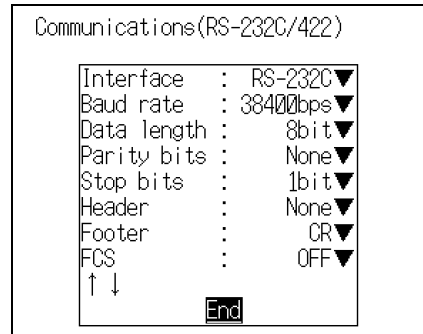 Communications(RS-232C/422)
Interface : RS-232C▼
Baud rate : 38400bps▼
Data length : 8bit▼
Parity bits : None▼
Stop bits : 1bit▼
Header : None▼
Footer : CR▼
FCS : OFF▼
↑↓
End